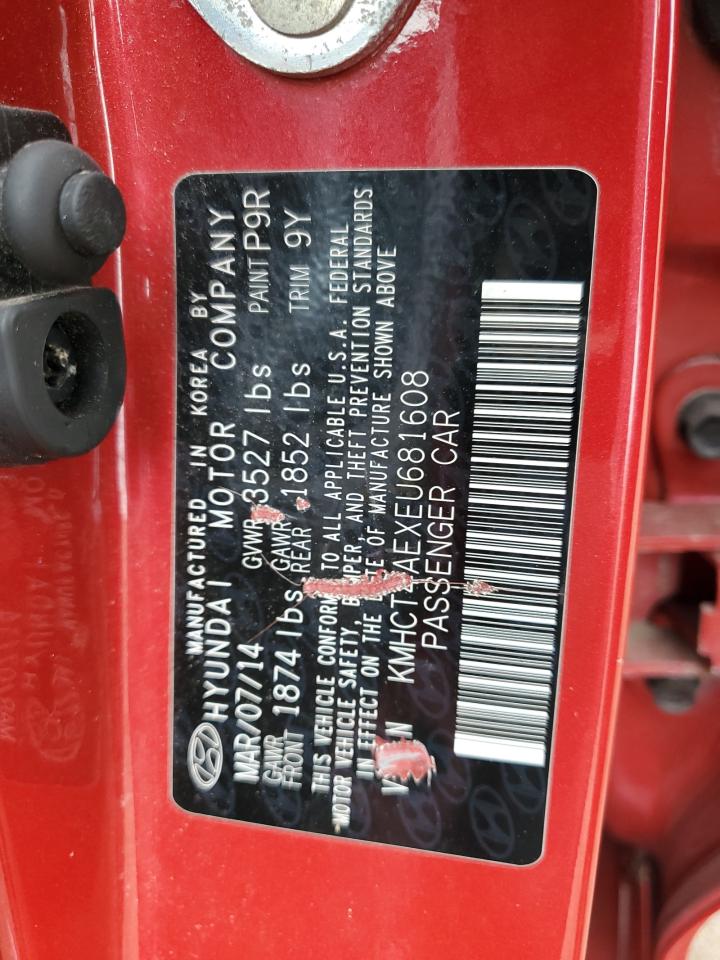 MANUFACTURED IN KOREA BY
HYUNDAI MOTOR COMPANY
MAR/07/14 GVWR 3527 lbs PAINT P9R
GAWR FRONT 1874 lbs GAWR REAR 1852 lbs TRIM 9Y
THIS VEHICLE CONFORMS TO ALL APPLICABLE U.S.A. FEDERAL
MOTOR VEHICLE SAFETY, BUMPER, AND THEFT PREVENTION STANDARDS
IN EFFECT ON THE DATE OF MANUFACTURE SHOWN ABOVE
KMHCT4AEXEU681608
PASSENGER CAR